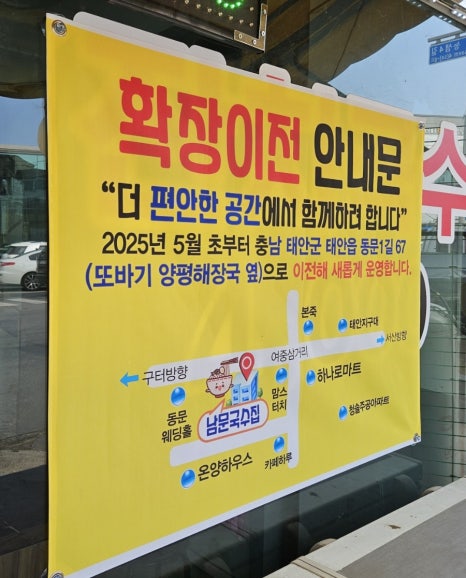 확장이전 안내문
“더 편안한 공간에서 함께하려 합니다”
2025년 5월 초부터 충남 태안군 태안읍 동문1길 67
(또바기 양평해장국 옆)으로 이전해 새롭게 운영합니다.
본죽
태안지구대
여중삼거리
서산방향
구터방향
하나로마트
맘스
터치
동문
웨딩홀
남문국수집
청솔주공아파트
온양하우스
카페하루
수